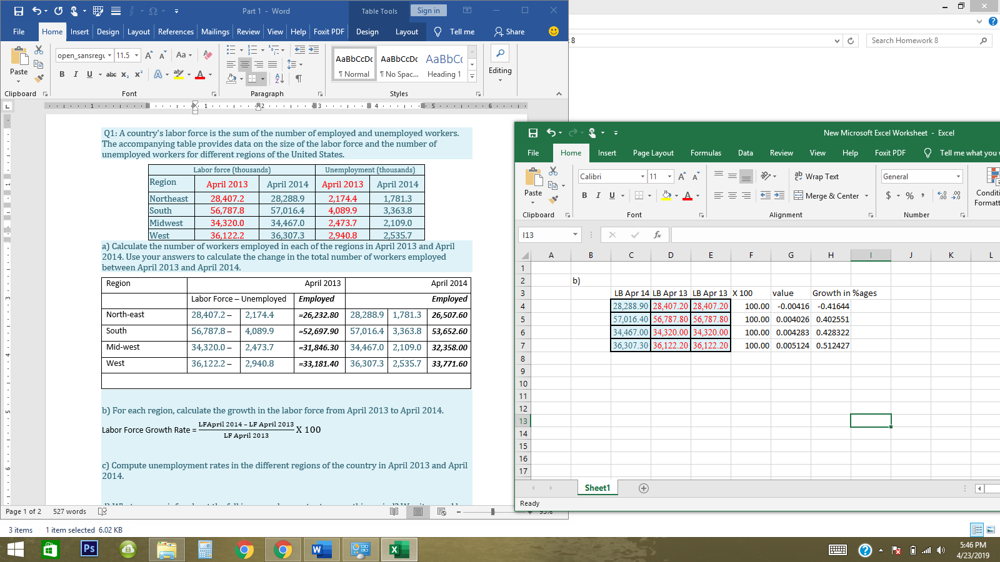 Part 1 - Word
Table Tools
Sign in
File Home Insert Design Layout References Mailings Review View Help Foxit PDF Design Layout Tell me Share
open_sansregu 11.5 Aa
Paste
B I U abc x₂ x² A ab A
AaBbCcDc AaBbCcDc AaBbC
¶ Normal ¶ No Spac... Heading 1
Editing
Clipboard Font Paragraph Styles
Q1: A country's labor force is the sum of the number of employed and unemployed workers.
The accompanying table provides data on the size of the labor force and the number of
unemployed workers for different regions of the United States.
Labor force (thousands) Unemployment (thousands)
Region April 2013 April 2014 April 2013 April 2014
Northeast 28,407.2 28,288.9 2,174.4 1,781.3
South 56,787.8 57,016.4 4,089.9 3,363.8
Midwest 34,320.0 34,467.0 2,473.7 2,109.0
West 36,122.2 36,307.3 2,940.8 2,535.7
a) Calculate the number of workers employed in each of the regions in April 2013 and April
2014. Use your answers to calculate the change in the total number of workers employed
between April 2013 and April 2014.
Region April 2013 April 2014
Labor Force – Unemployed Employed Employed
North-east 28,407.2 – 2,174.4 =26,232.80 28,288.9 1,781.3 26,507.60
South 56,787.8 – 4,089.9 =52,697.90 57,016.4 3,363.8 53,652.60
Mid-west 34,320.0 – 2,473.7 =31,846.30 34,467.0 2,109.0 32,358.00
West 36,122.2 – 2,940.8 =33,181.40 36,307.3 2,535.7 33,771.60
b) For each region, calculate the growth in the labor force from April 2013 to April 2014.
Labor Force Growth Rate = LFApril 2014 – LF April 2013 X 100
LF April 2013
c) Compute unemployment rates in the different regions of the country in April 2013 and April
2014.
Page 1 of 2 527 words
93%
3 items 1 item selected 6.02 KB
8
Search Homework 8
New Microsoft Excel Worksheet - Excel
File Home Insert Page Layout Formulas Data Review View Help Foxit PDF Tell me what you
Paste
Calibri 11 A A
B I U A
ab Wrap Text
Merge & Center
General
$ % , .00 .00
Conditi
Formatt
Clipboard Font Alignment Number
I13 fx
A B C D E F G H I J K L
1
2 b)
3 LB Apr 14 LB Apr 13 LB Apr 13 X 100 value Growth in %ages
4 28,288.90 28,407.20 28,407.20 100.00 -0.00416 -0.41644
5 57,016.40 56,787.80 56,787.80 100.00 0.004026 0.402551
6 34,467.00 34,320.00 34,320.00 100.00 0.004283 0.428322
7 36,307.30 36,122.20 36,122.20 100.00 0.005124 0.512427
8
9
10
11
12
13
14
15
16
17
Sheet1
Ready
Ps
5:46 PM
4/23/2019